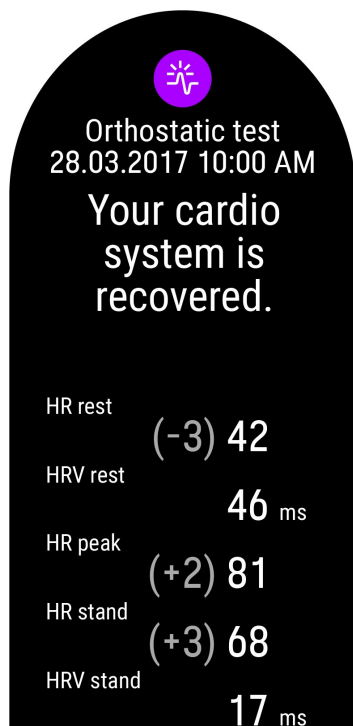 Orthostatic test
28.03.2017 10:00 AM
Your cardio
system is
recovered.
HR rest
(-3) 42
HRV rest
46 ms
HR peak
(+2) 81
HR stand
(+3) 68
HRV stand
17 ms